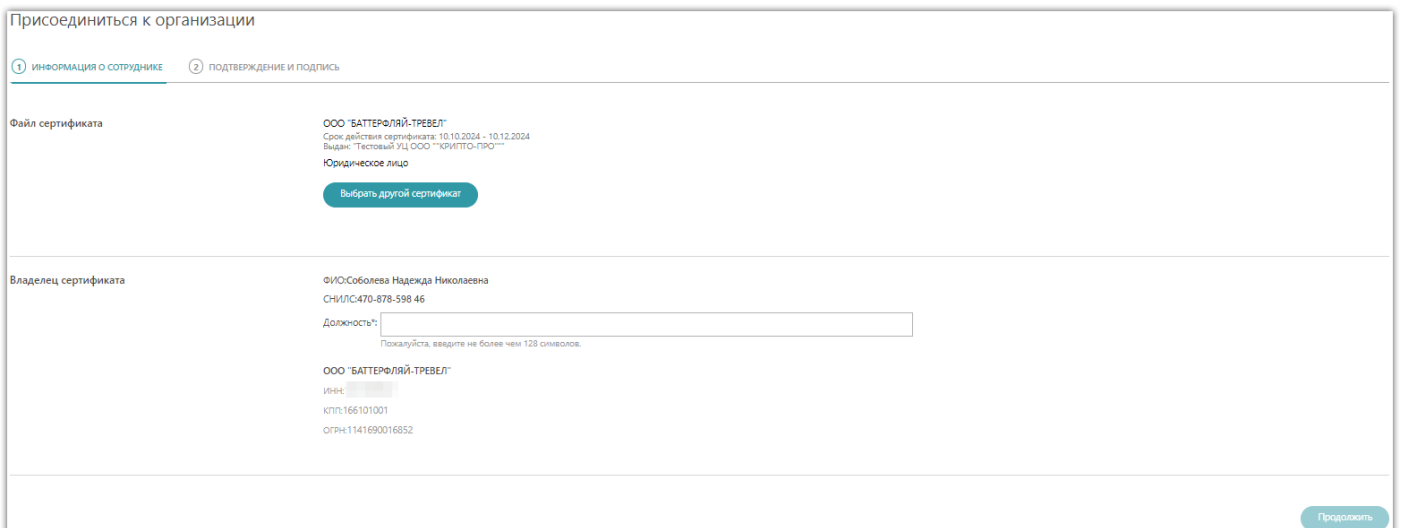 Присоединиться к организации
1 ИНФОРМАЦИЯ О СОТРУДНИКЕ 2 ПОДТВЕРЖДЕНИЕ И ПОДПИСЬ
Файл сертификата
ООО "БАТТЕРФЛЯЙ-ТРЕВЕЛ"
Срок действия сертификата: 10.10.2024 - 10.12.2024
Выдан: "Тестовый УЦ ООО ""КРИПТО-ПРО"""
Юридическое лицо
Выбрать другой сертификат
Владелец сертификата
ФИО:Соболева Надежда Николаевна
СНИЛС:470-878-598 46
Должность*:
Пожалуйста, введите не более чем 128 символов.
ООО "БАТТЕРФЛЯЙ-ТРЕВЕЛ"
ИНН:
КПП:166101001
ОГРН:1141690016852
Продолжить